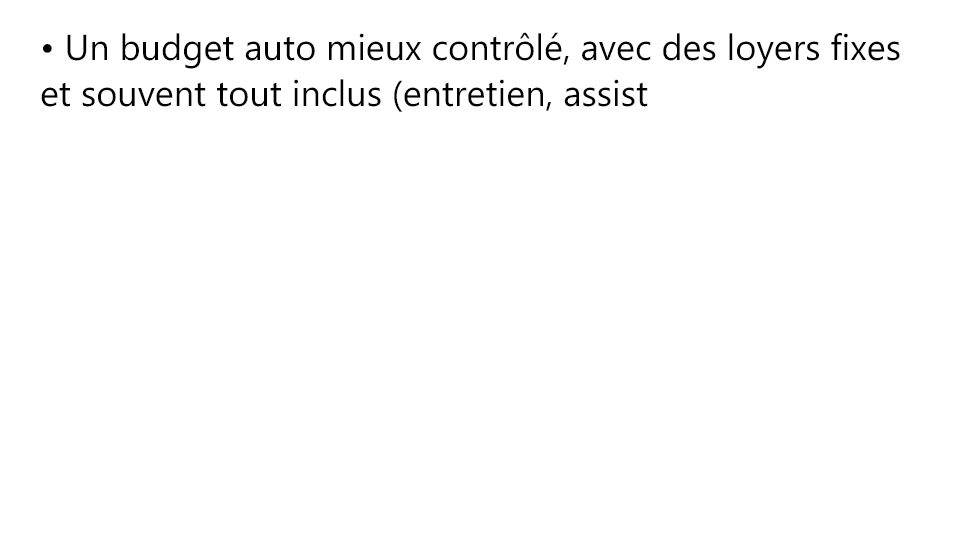 • Un budget auto mieux contrôlé, avec des loyers fixes
et souvent tout inclus (entretien, assist